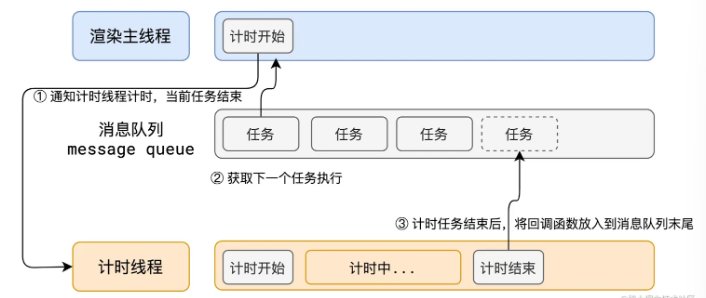 渲染主线程
计时开始
① 通知计时线程计时，当前任务结束
消息队列
message queue
任务
任务
任务
任务
② 获取下一个任务执行
③ 计时任务结束后，将回调函数放入到消息队列末尾
计时线程
计时开始
计时中...
计时结束